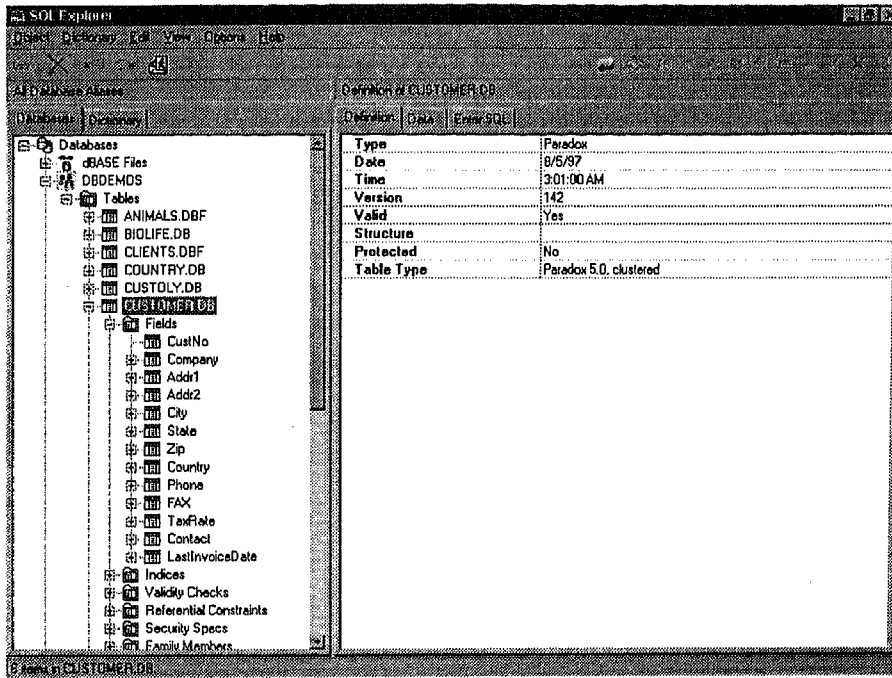 SQL Explorer
Object Dictionary Edit View Options Help
All Database Aliases
Definition of CUSTOMER.DB
Databases Dictionary
Definition Data Enter SQL
Databases
dBASE Files
DBDEMOS
Tables
ANIMALS.DBF
BIOLIFE.DB
CLIENTS.DBF
COUNTRY.DB
CUSTOLY.DB
CUSTOMER.DB
Fields
CustNo
Company
Addr1
Addr2
City
State
Zip
Country
Phone
FAX
TaxRate
Contact
LastInvoiceDate
Indices
Validity Checks
Referential Constraints
Security Specs
Family Members
Type Paradox
Date 8/5/97
Time 3:01:00 AM
Version 142
Valid Yes
Structure
Protected No
Table Type Paradox 5.0, clustered
items in CUSTOMER.DB.